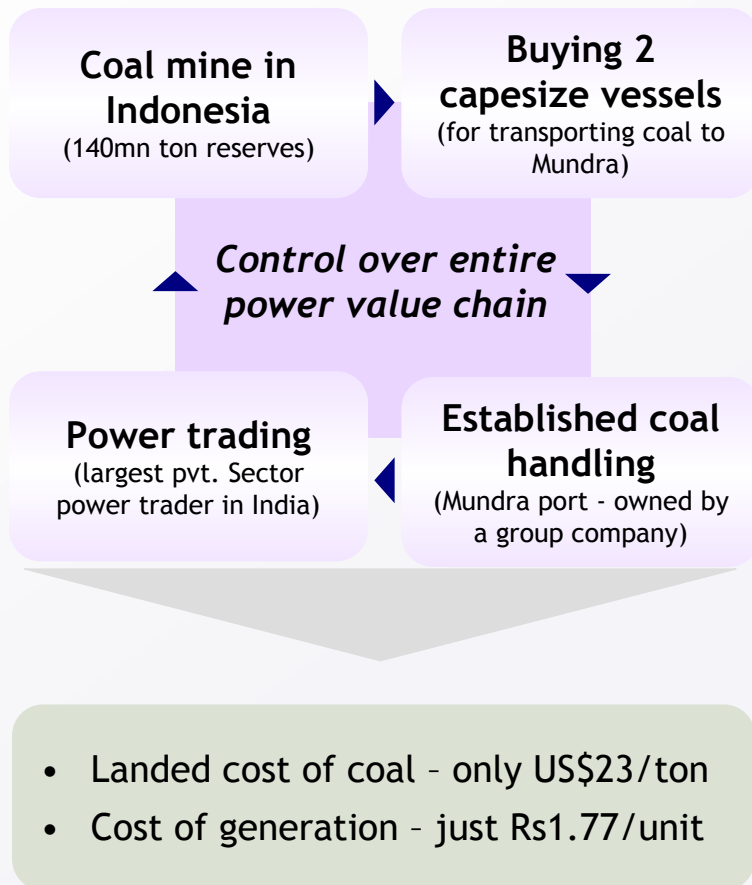 Coal mine in
Indonesia
(140mn ton reserves)
Buying 2
capesize vessels
(for transporting coal to
Mundra)
Control over entire
power value chain
Power trading
(largest pvt. Sector
power trader in India)
Established coal
handling
(Mundra port - owned by
a group company)
• Landed cost of coal – only US$23/ton
• Cost of generation – just Rs1.77/unit